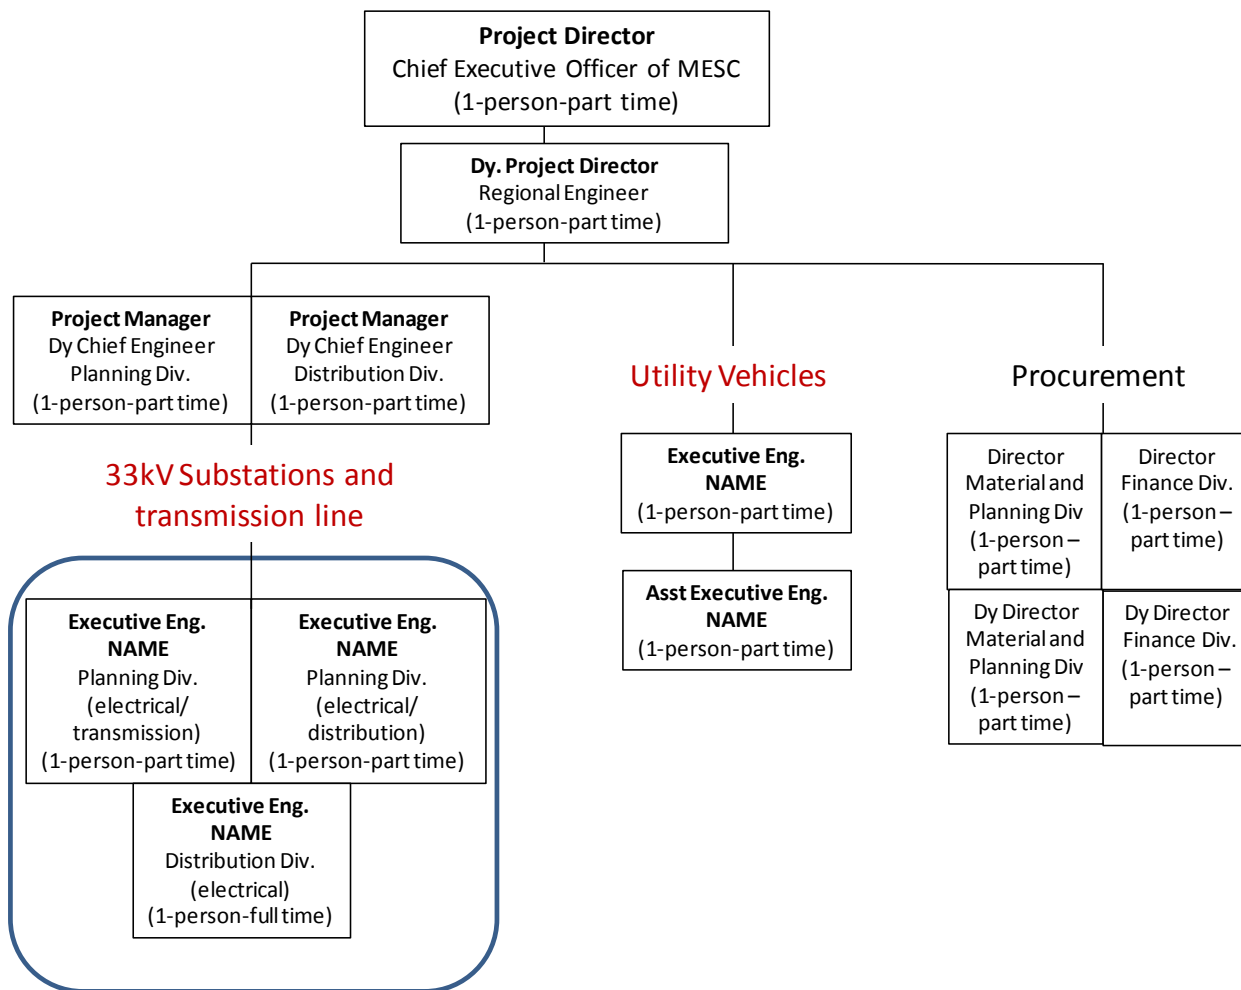 Project Director
Chief Executive Officer of MESC
(1-person-part time)
Dy. Project Director
Regional Engineer
(1-person-part time)
Project Manager
Dy Chief Engineer
Planning Div.
(1-person-part time)
Project Manager
Dy Chief Engineer
Distribution Div.
(1-person-part time)
33kV Substations and
transmission line
Executive Eng.
NAME
Planning Div.
(electrical/
transmission)
(1-person-part time)
Executive Eng.
NAME
Planning Div.
(electrical/
distribution)
(1-person-part time)
Executive Eng.
NAME
Distribution Div.
(electrical)
(1-person-full time)
Utility Vehicles
Executive Eng.
NAME
(1-person-part time)
Asst Executive Eng.
NAME
(1-person-part time)
Procurement
Director
Material and
Planning Div
(1-person –
part time)
Director
Finance Div.
(1-person –
part time)
Dy Director
Material and
Planning Div
(1-person –
part time)
Dy Director
Finance Div.
(1-person –
part time)